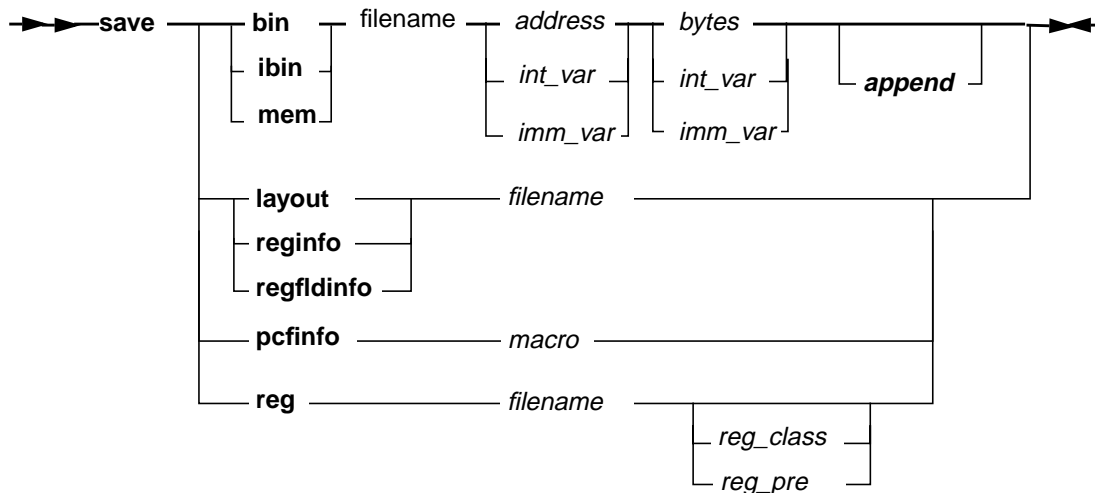 save bin filename address bytes
ibin int_var int_var append
mem imm_var imm_var
layout filename
reginfo
regfldinfo
pcfinfo macro
reg filename
reg_class
reg_pre